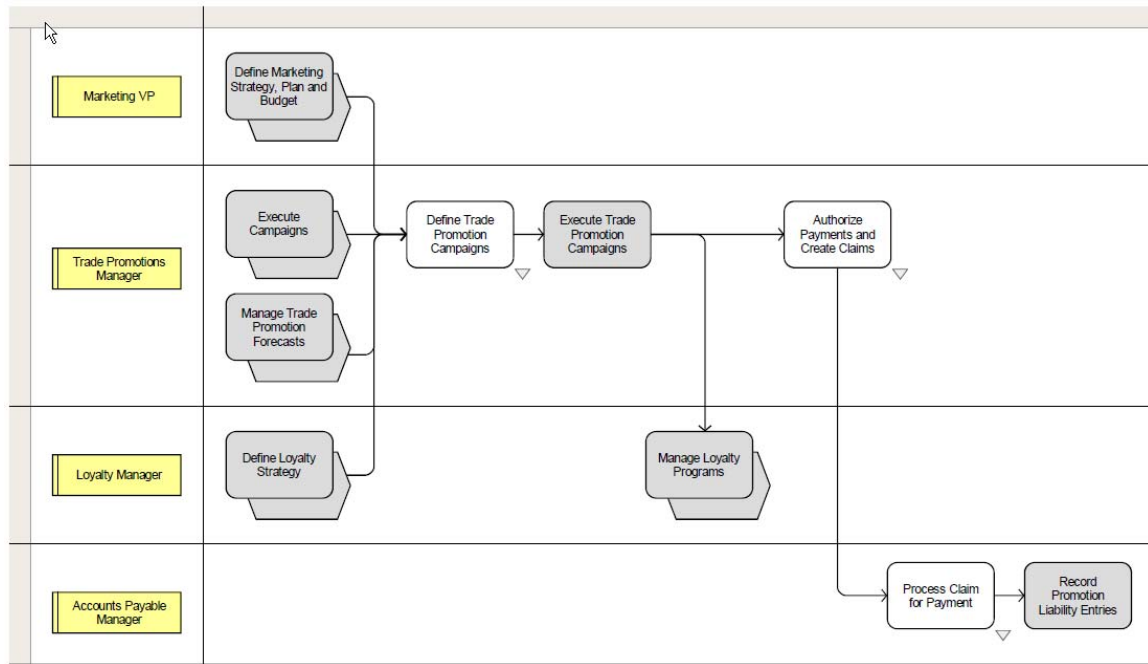 Marketing VP
Define Marketing
Strategy, Plan and
Budget
Trade Promotions
Manager
Execute
Campaigns
Manage Trade
Promotion
Forecasts
Define Trade
Promotion
Campaigns
Execute Trade
Promotion
Campaigns
Authorize
Payments and
Create Claims
Loyalty Manager
Define Loyalty
Strategy
Manage Loyalty
Programs
Accounts Payable
Manager
Process Claim
for Payment
Record
Promotion
Liability Entries